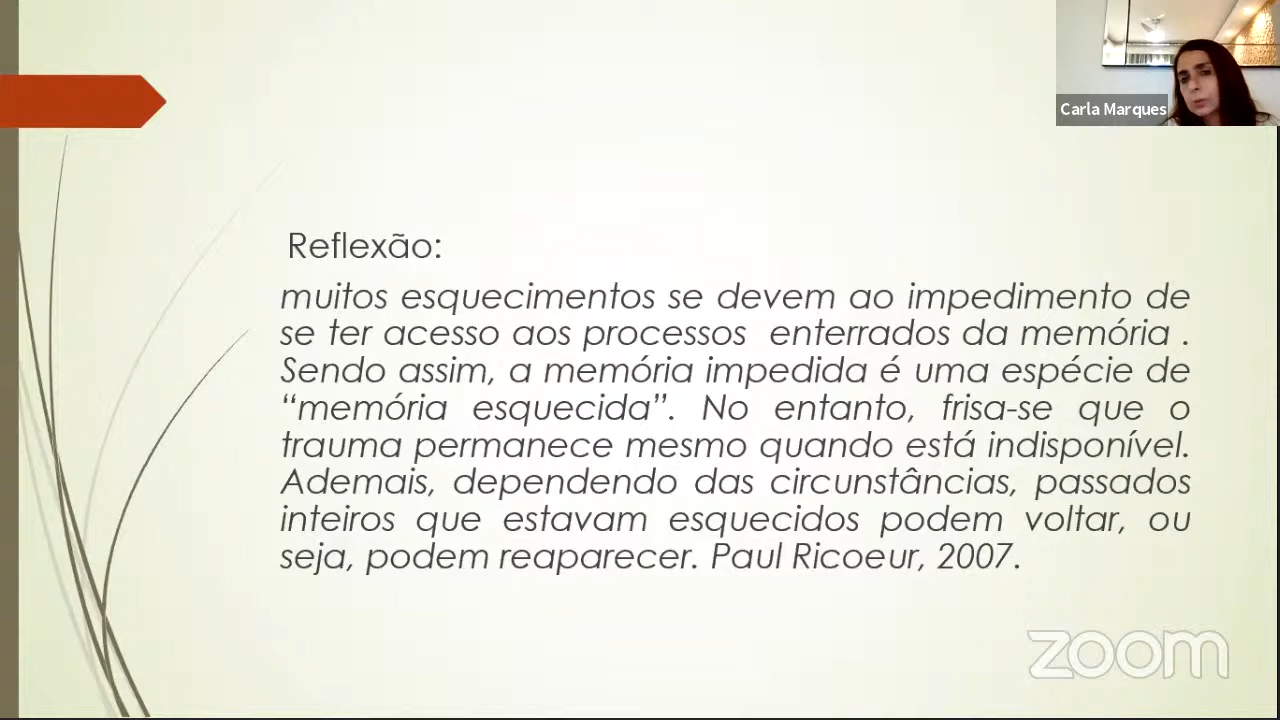 Carla Marques
Reflexão:
muitos esquecimentos se devem ao impedimento de
se ter acesso aos processos enterrados da memória .
Sendo assim, a memória impedida é uma espécie de
“memória esquecida”. No entanto, frisa-se que o
trauma permanece mesmo quando está indisponível.
Ademais, dependendo das circunstâncias, passados
inteiros que estavam esquecidos podem voltar, ou
seja, podem reaparecer. Paul Ricoeur, 2007.
zoom